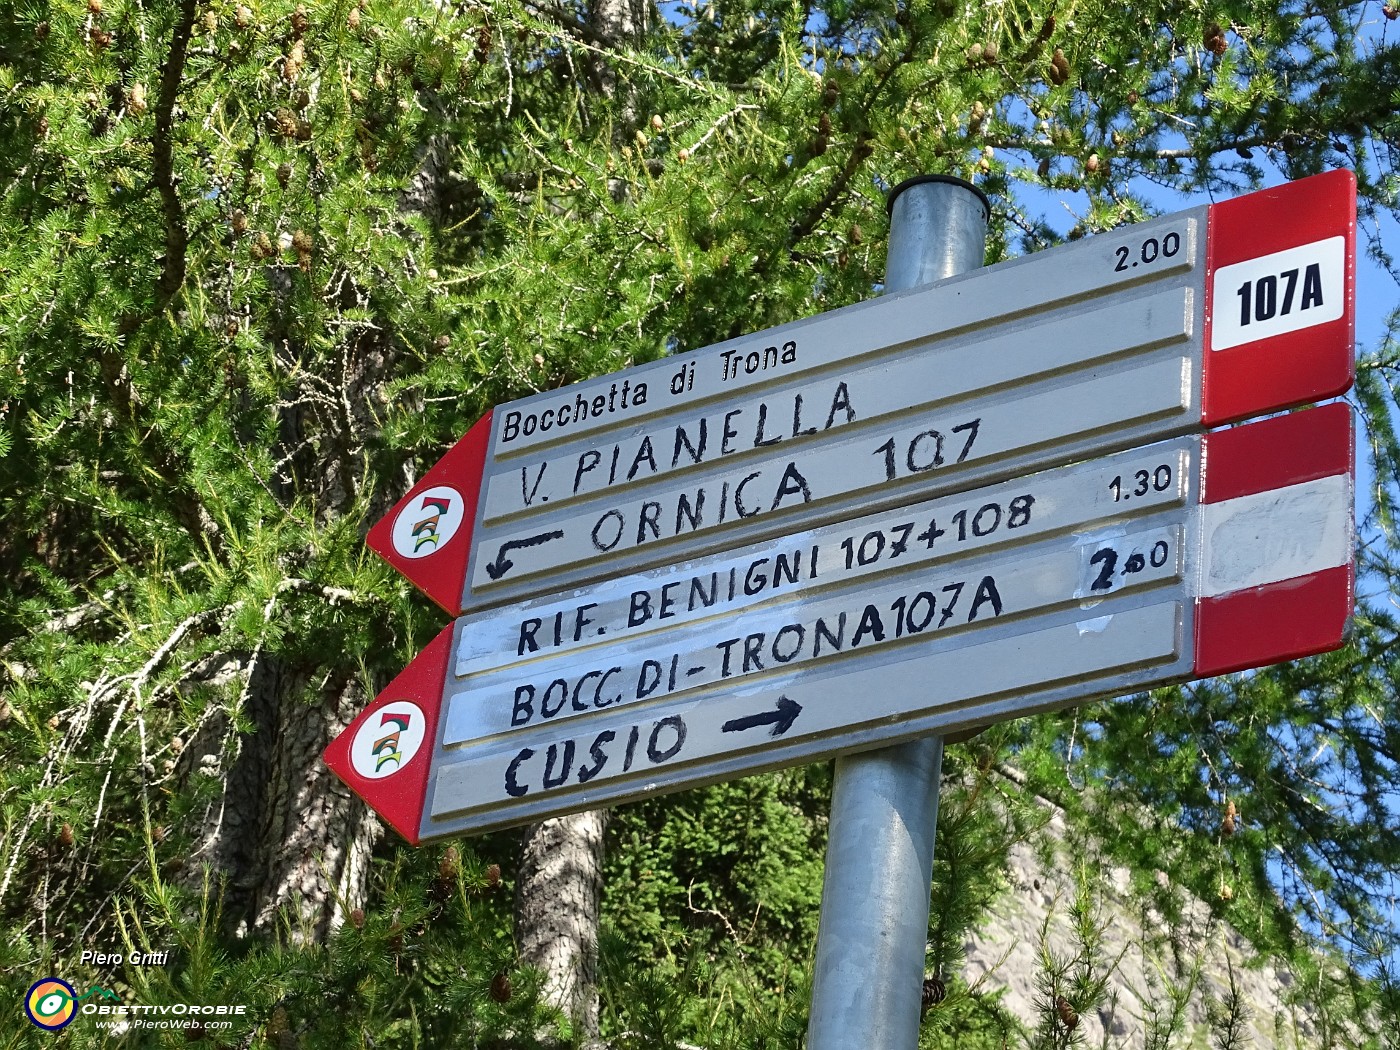 Bocchetta di Trona 2.00
V. PIANELLA
ORNICA 107
107A
RIF. BENIGNI 107+108 1.30
BOCC. DI-TRONA 107A 2.00
CUSIO
Piero Gritti
OBIETTIVOROBIE
www.PieroWeb.com